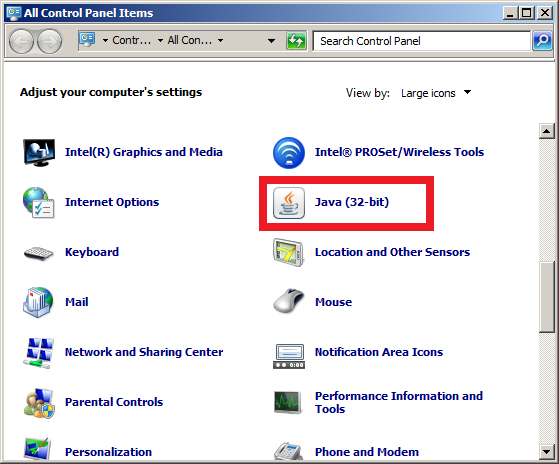 All Control Panel Items
Contr... All Con... Search Control Panel
Adjust your computer's settings View by: Large icons
Intel(R) Graphics and Media Intel® PROSet/Wireless Tools
Internet Options Java (32-bit)
Keyboard Location and Other Sensors
Mail Mouse
Network and Sharing Center Notification Area Icons
Parental Controls Performance Information and
Tools
Personalization Phone and Modem